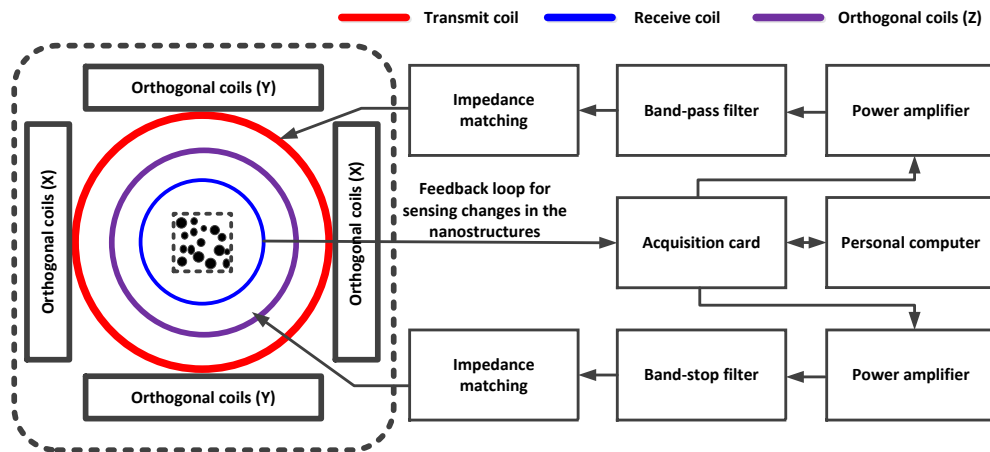 Transmit coil
Receive coil
Orthogonal coils (Z)
Orthogonal coils (Y)
Orthogonal coils (X)
Orthogonal coils (X)
Orthogonal coils (Y)
Impedance
matching
Band-pass filter
Power amplifier
Feedback loop for
sensing changes in the
nanostructures
Acquisition card
Personal computer
Impedance
matching
Band-stop filter
Power amplifier